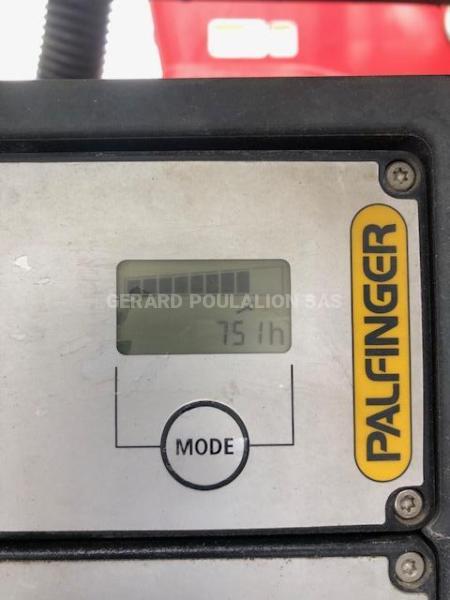 GERARD POULALION SAS
751h
MODE
PALFINGER